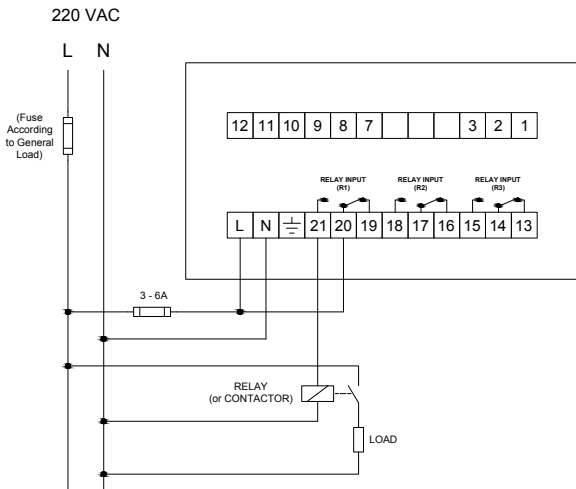 220 VAC
L N
(Fuse
According
to General
Load)
12 11 10 9 8 7 3 2 1
RELAY INPUT
(R1)
RELAY INPUT
(R2)
RELAY INPUT
(R3)
L N 21 20 19 18 17 16 15 14 13
3 - 6A
RELAY
(or CONTACTOR)
LOAD